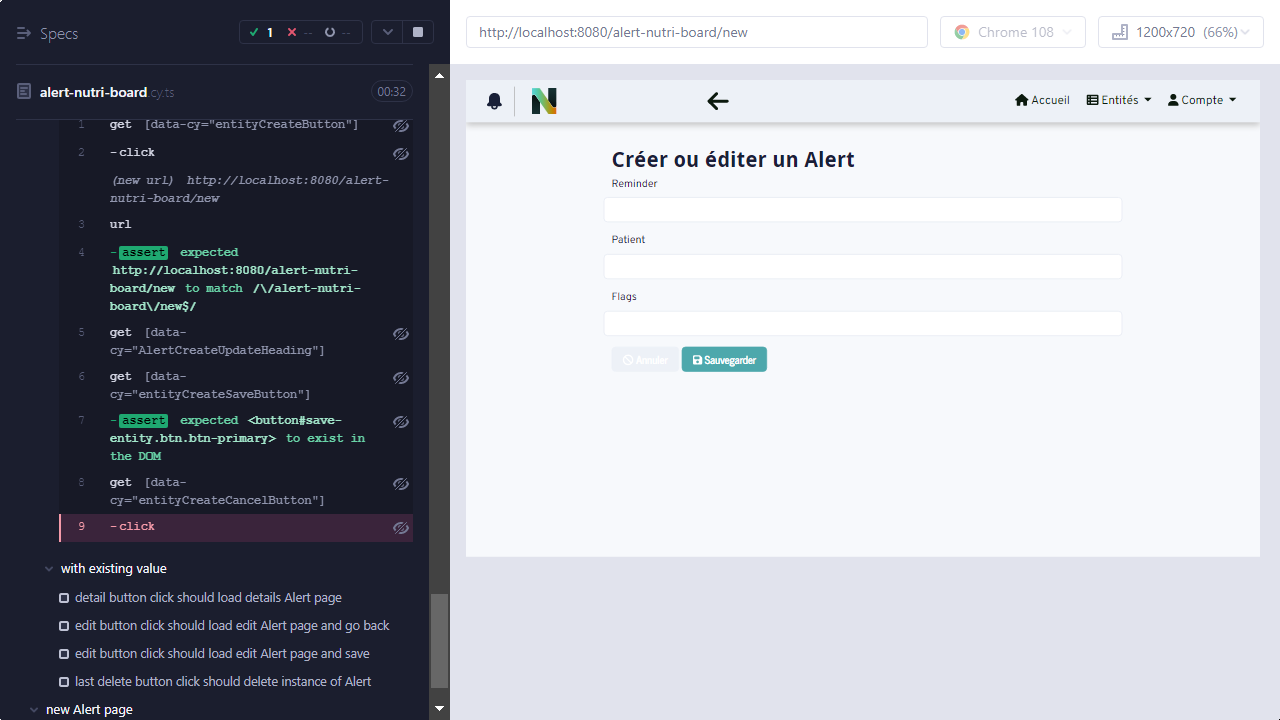 Specs
1
--
--
http://localhost:8080/alert-nutri-board/new
Chrome 108
1200x720 (66%)
alert-nutri-board.cy.ts
00:32
1 get [data-cy="entityCreateButton"]
2 -click
(new url) http://localhost:8080/alert-
nutri-board/new
3 url
4 -assert expected
http://localhost:8080/alert-nutri-
board/new to match /\/alert-nutri-
board\/new$/
5 get [data-
cy="AlertCreateUpdateHeading"]
6 get [data-
cy="entityCreateSaveButton"]
7 -assert expected <button#save-
entity.btn.btn-primary> to exist in
the DOM
8 get [data-
cy="entityCreateCancelButton"]
9 -click
with existing value
detail button click should load details Alert page
edit button click should load edit Alert page and go back
edit button click should load edit Alert page and save
last delete button click should delete instance of Alert
new Alert page
N
Accueil
Entités
Compte
Créer ou éditer un Alert
Reminder
Patient
Flags
Annuler
Sauvegarder